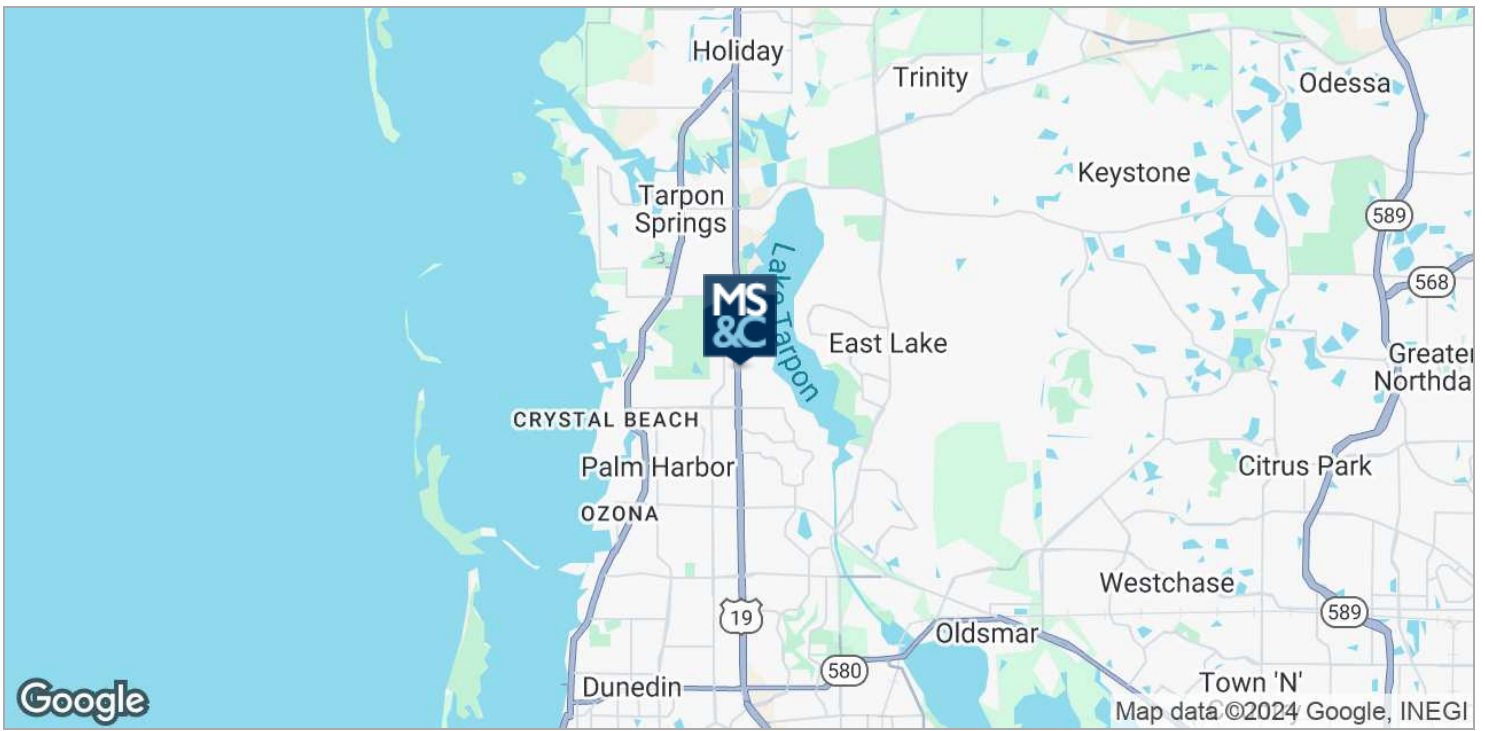 Holiday
Trinity
Odessa
Keystone
Tarpon
Springs
589
568
Lake Tarpon
MS
&C
East Lake
Greater
Northda
CRYSTAL BEACH
Palm Harbor
Citrus Park
OZONA
Westchase
19
589
Oldsmar
580
Dunedin
Town 'N'
Google
Map data ©2024 Google, INEGI